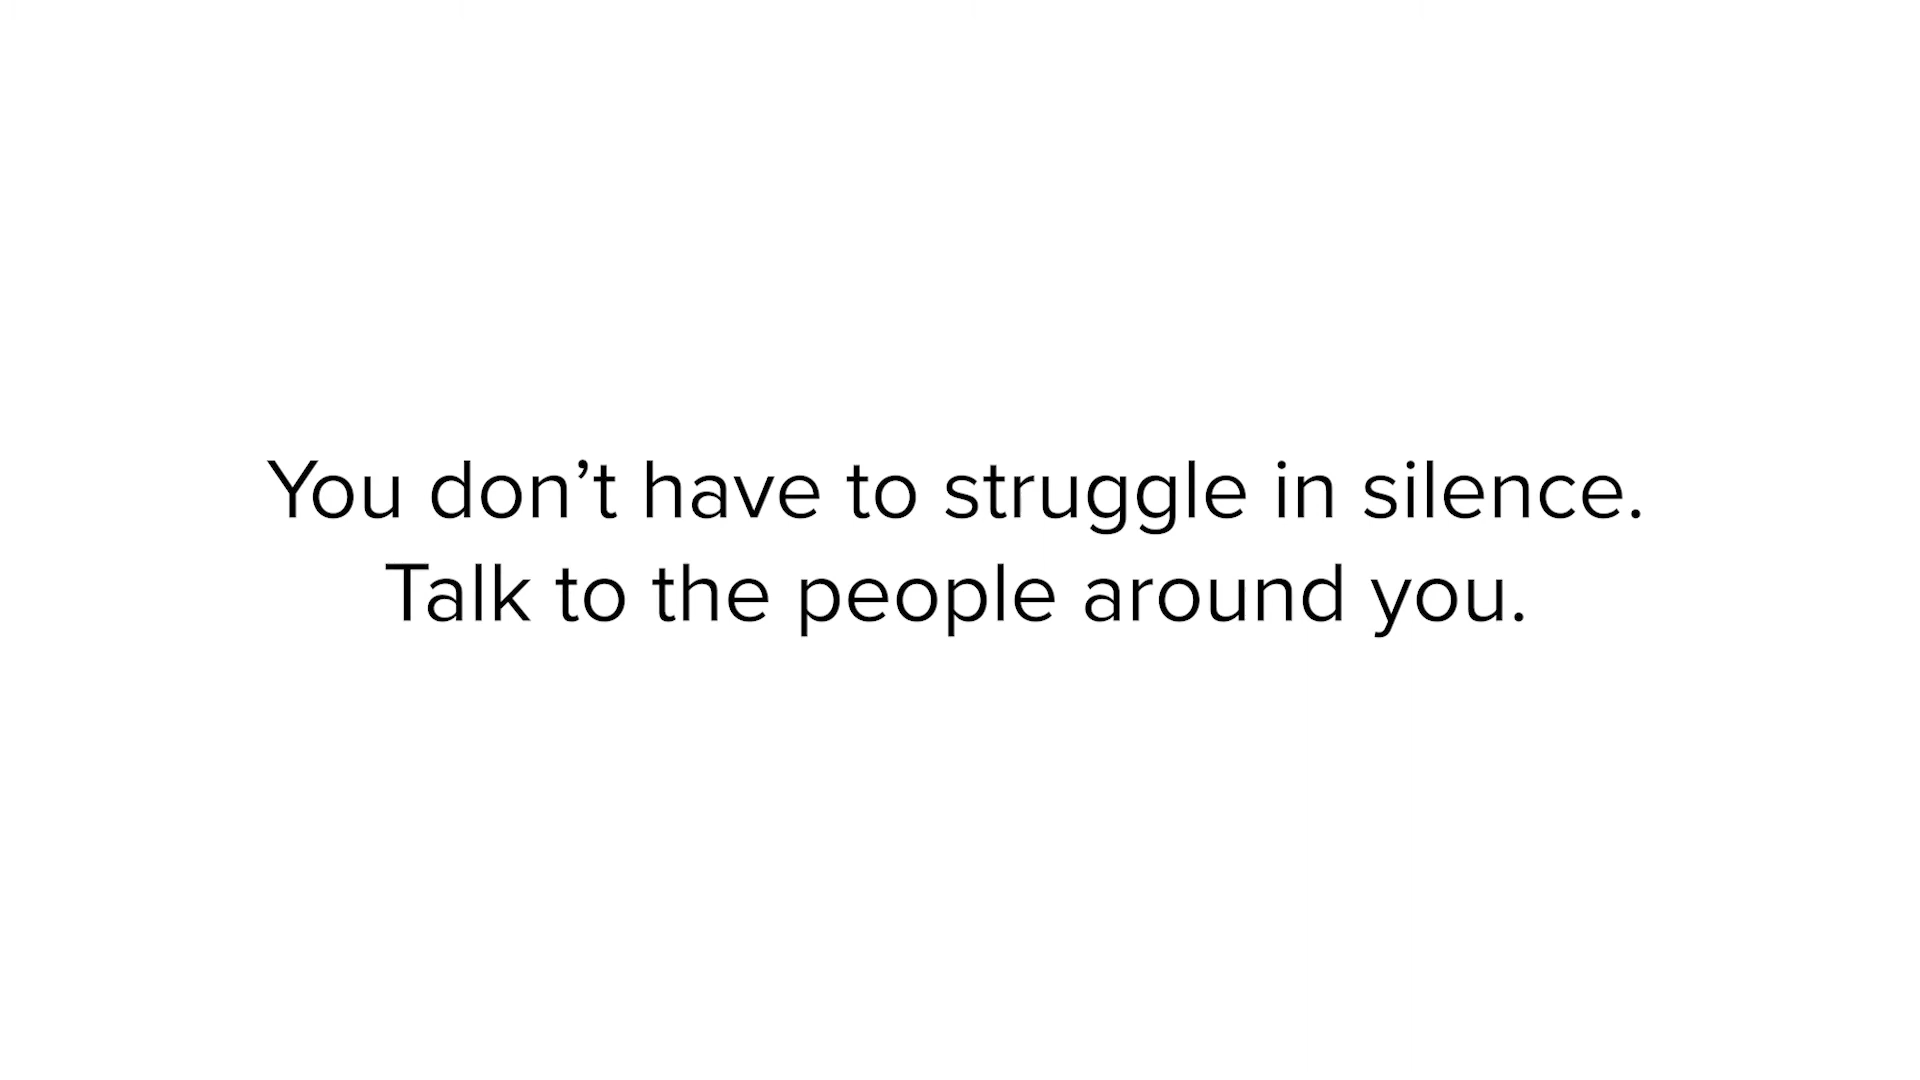 You don’t have to struggle in silence.
Talk to the people around you.